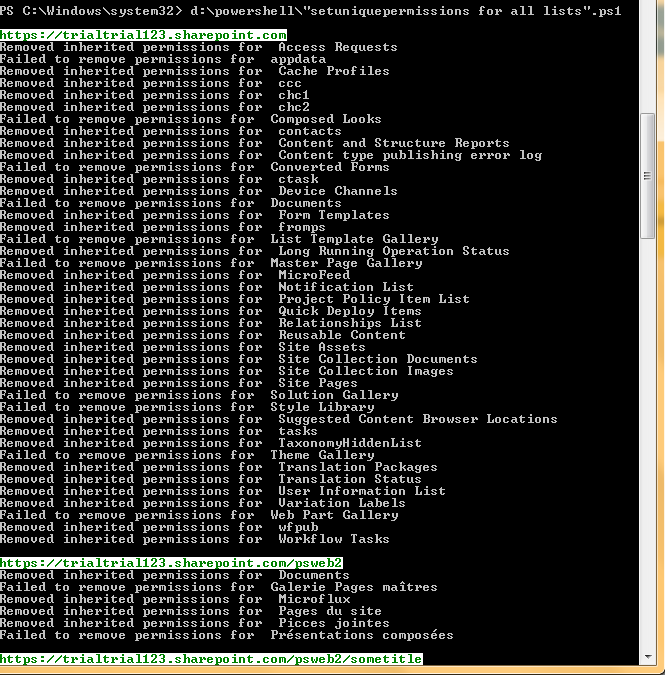 PS C:\Windows\system32> d:\powershell\"setuniquepermissions for all lists".ps1
https://trialtrial123.sharepoint.com
Removed inherited permissions for  Access Requests
Failed to remove permissions for  appdata
Removed inherited permissions for  Cache Profiles
Removed inherited permissions for  ccc
Removed inherited permissions for  chc1
Removed inherited permissions for  chc2
Failed to remove permissions for  Composed Looks
Removed inherited permissions for  contacts
Removed inherited permissions for  Content and Structure Reports
Removed inherited permissions for  Content type publishing error log
Failed to remove permissions for  Converted Forms
Removed inherited permissions for  ctask
Removed inherited permissions for  Device Channels
Failed to remove permissions for  Documents
Removed inherited permissions for  Form Templates
Removed inherited permissions for  fromps
Failed to remove permissions for  List Template Gallery
Removed inherited permissions for  Long Running Operation Status
Failed to remove permissions for  Master Page Gallery
Removed inherited permissions for  MicroFeed
Removed inherited permissions for  Notification List
Removed inherited permissions for  Project Policy Item List
Removed inherited permissions for  Quick Deploy Items
Removed inherited permissions for  Relationships List
Removed inherited permissions for  Reusable Content
Removed inherited permissions for  Site Assets
Removed inherited permissions for  Site Collection Documents
Removed inherited permissions for  Site Collection Images
Removed inherited permissions for  Site Pages
Failed to remove permissions for  Solution Gallery
Failed to remove permissions for  Style Library
Removed inherited permissions for  Suggested Content Browser Locations
Removed inherited permissions for  tasks
Removed inherited permissions for  TaxonomyHiddenList
Failed to remove permissions for  Theme Gallery
Removed inherited permissions for  Translation Packages
Removed inherited permissions for  Translation Status
Removed inherited permissions for  User Information List
Removed inherited permissions for  Variation Labels
Failed to remove permissions for  Web Part Gallery
Removed inherited permissions for  wfpub
Removed inherited permissions for  Workflow Tasks
https://trialtrial123.sharepoint.com/psweb2
Removed inherited permissions for  Documents
Failed to remove permissions for  Galerie Pages maîtres
Removed inherited permissions for  Microflux
Removed inherited permissions for  Pages du site
Removed inherited permissions for  Picces jointes
Failed to remove permissions for  Présentations composées
https://trialtrial123.sharepoint.com/psweb2/sometitle